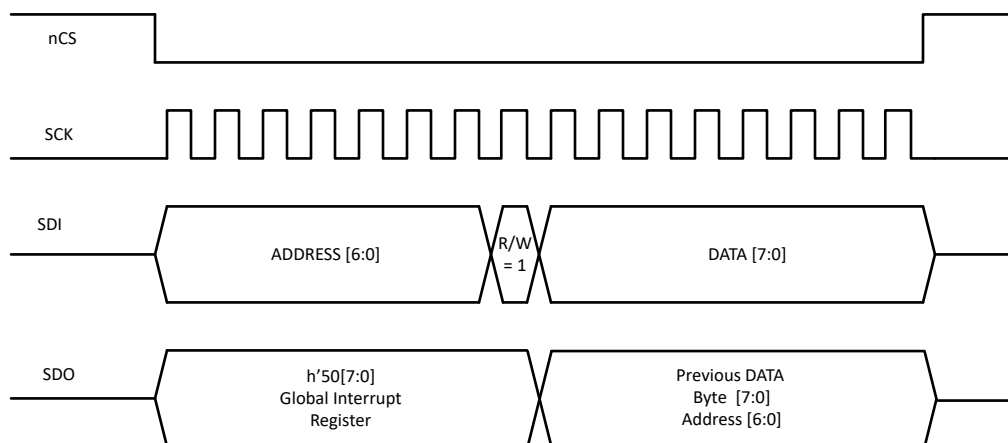 nCS
SCK
SDI
ADDRESS [6:0]
R/W
= 1
DATA [7:0]
SDO
h'50[7:0]
Global Interrupt
Register
Previous DATA
Byte [7:0]
Address [6:0]